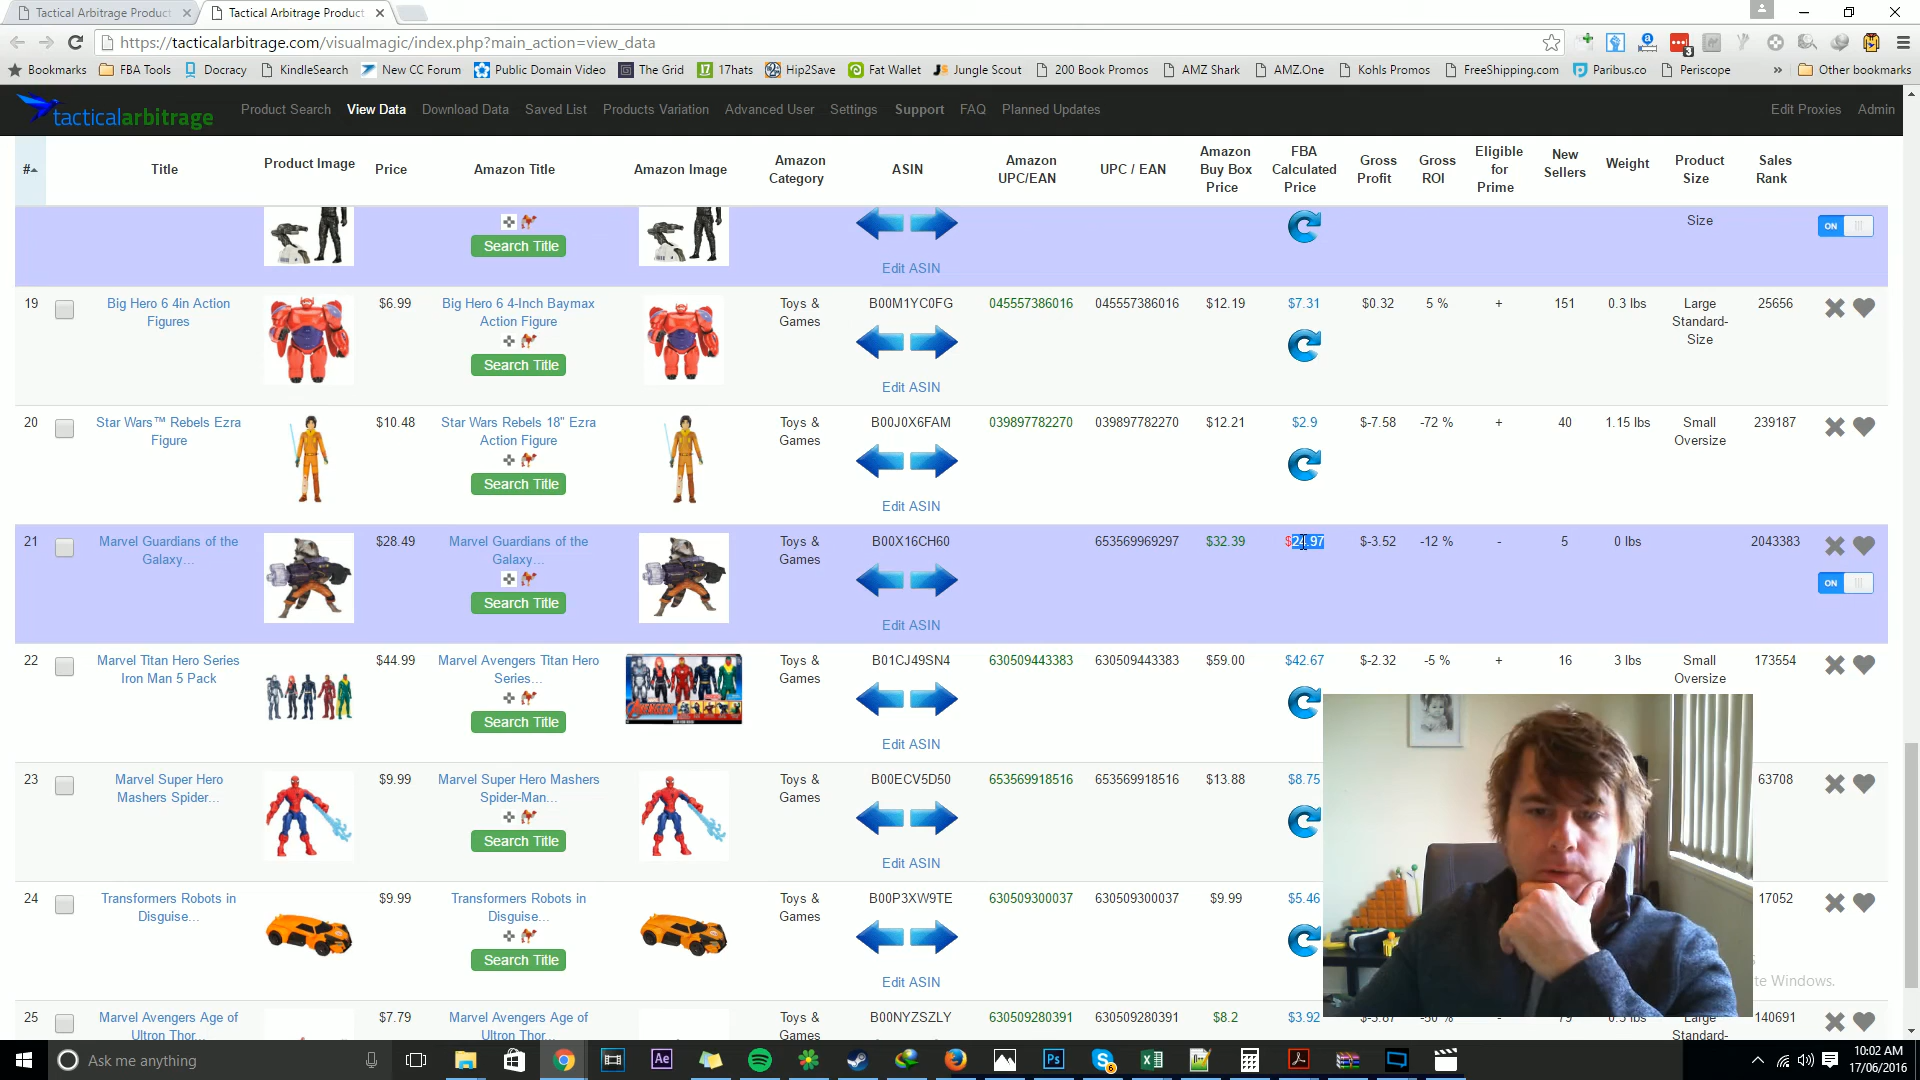 Tactical Arbitrage Product
Tactical Arbitrage Product
https://tacticalarbitrage.com/visualmagic/index.php?main_action=view_data
Bookmarks FBA Tools Docracy KindleSearch New CC Forum Public Domain Video The Grid 17hats Hip2Save Fat Wallet Jungle Scout 200 Book Promos AMZ Shark AMZ.One Kohls Promos FreeShipping.com Paribus.co Periscope » Other bookmarks
tacticalarbitrage Product Search View Data Download Data Saved List Products Variation Advanced User Settings Support FAQ Planned Updates Edit Proxies Admin
# Title Product Image Price Amazon Title Amazon Image Amazon Category ASIN Amazon UPC/EAN UPC / EAN Amazon Buy Box Price FBA Calculated Price Gross Profit Gross ROI Eligible for Prime New Sellers Weight Product Size Sales Rank
Size
ON
Search Title
Edit ASIN
19 Big Hero 6 4in Action $6.99 Big Hero 6 4-Inch Baymax Toys & B00M1YC0FG 045557386016 045557386016 $12.19 $7.31 $0.32 5 % + 151 0.3 lbs Large 25656
Figures Action Figure Games Standard-
Size
Search Title
Edit ASIN
20 Star Wars™ Rebels Ezra $10.48 Star Wars Rebels 18" Ezra Toys & B00J0X6FAM 039897782270 039897782270 $12.21 $2.9 $-7.58 -72 % + 40 1.15 lbs Small 239187
Figure Action Figure Games Oversize
Search Title
Edit ASIN
21 Marvel Guardians of the $28.49 Marvel Guardians of the Toys & B00X16CH60 653569969297 $32.39 $24.97 $-3.52 -12 % - 5 0 lbs 2043383
Galaxy... Galaxy... Games
ON
Search Title
Edit ASIN
22 Marvel Titan Hero Series $44.99 Marvel Avengers Titan Hero Toys & B01CJ49SN4 630509443383 630509443383 $59.00 $42.67 $-2.32 -5 % + 16 3 lbs Small 173554
Iron Man 5 Pack Series... Games Oversize
AVENGERS
Search Title
Edit ASIN
23 Marvel Super Hero $9.99 Marvel Super Hero Mashers Toys & B00ECV5D50 653569918516 653569918516 $13.88 $8.75 63708
Mashers Spider... Spider-Man... Games
Search Title
Edit ASIN
24 Transformers Robots in $9.99 Transformers Robots in Toys & B00P3XW9TE 630509300037 630509300037 $9.99 $5.46 17052
Disguise... Disguise... Games
Search Title
te Windows.
Edit ASIN
25 Marvel Avengers Age of $7.79 Marvel Avengers Age of Toys & B00NYZSZLY 630509280391 630509280391 $8.2 $3.92 Large 140691
Ultron Thor... Ultron Thor... Games Standard-
Ask me anything
10:02 AM
17/06/2016